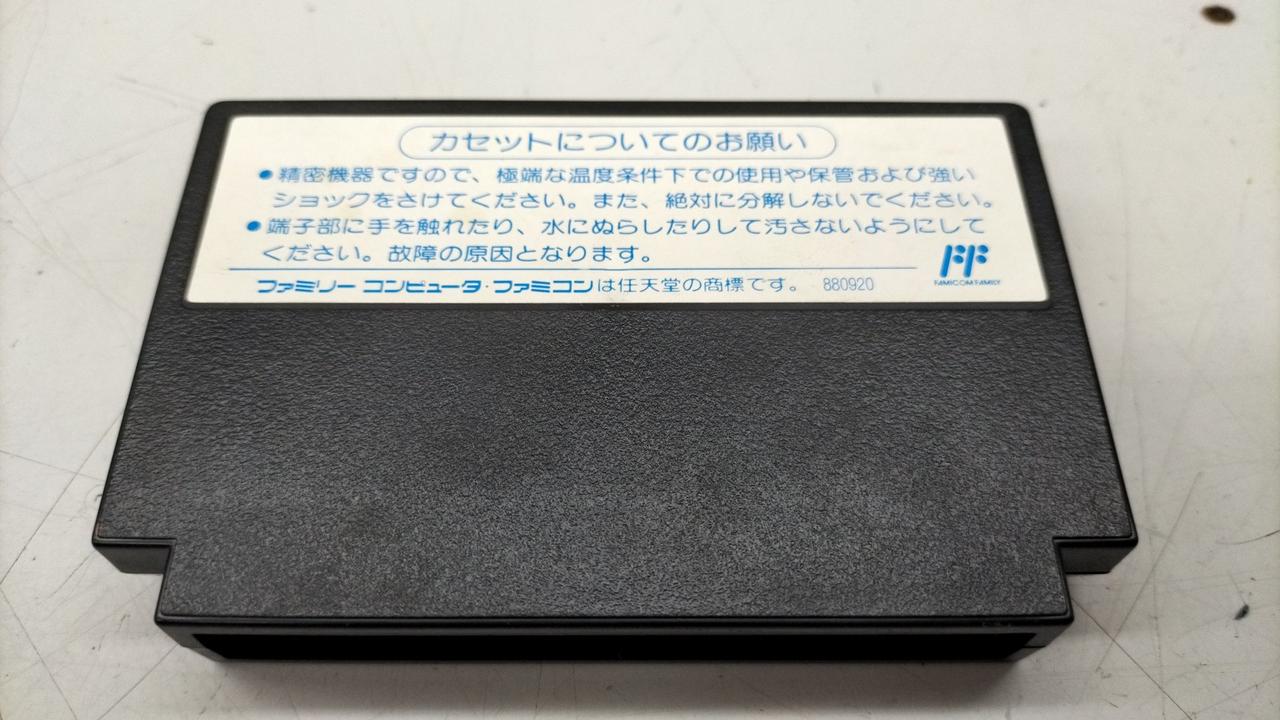 カセットについてのお願い
●精密機器ですので、極端な温度条件下での使用や保管および強い
ショックをさけてください。また、絶対に分解しないでください。
●端子部に手を触れたり、水にぬらしたりして汚さないようにして
ください。故障の原因となります。
ファミリー コンピュータ・ファミコンは任天堂の商標です。 880920
FF
FAMICOM FAMILY